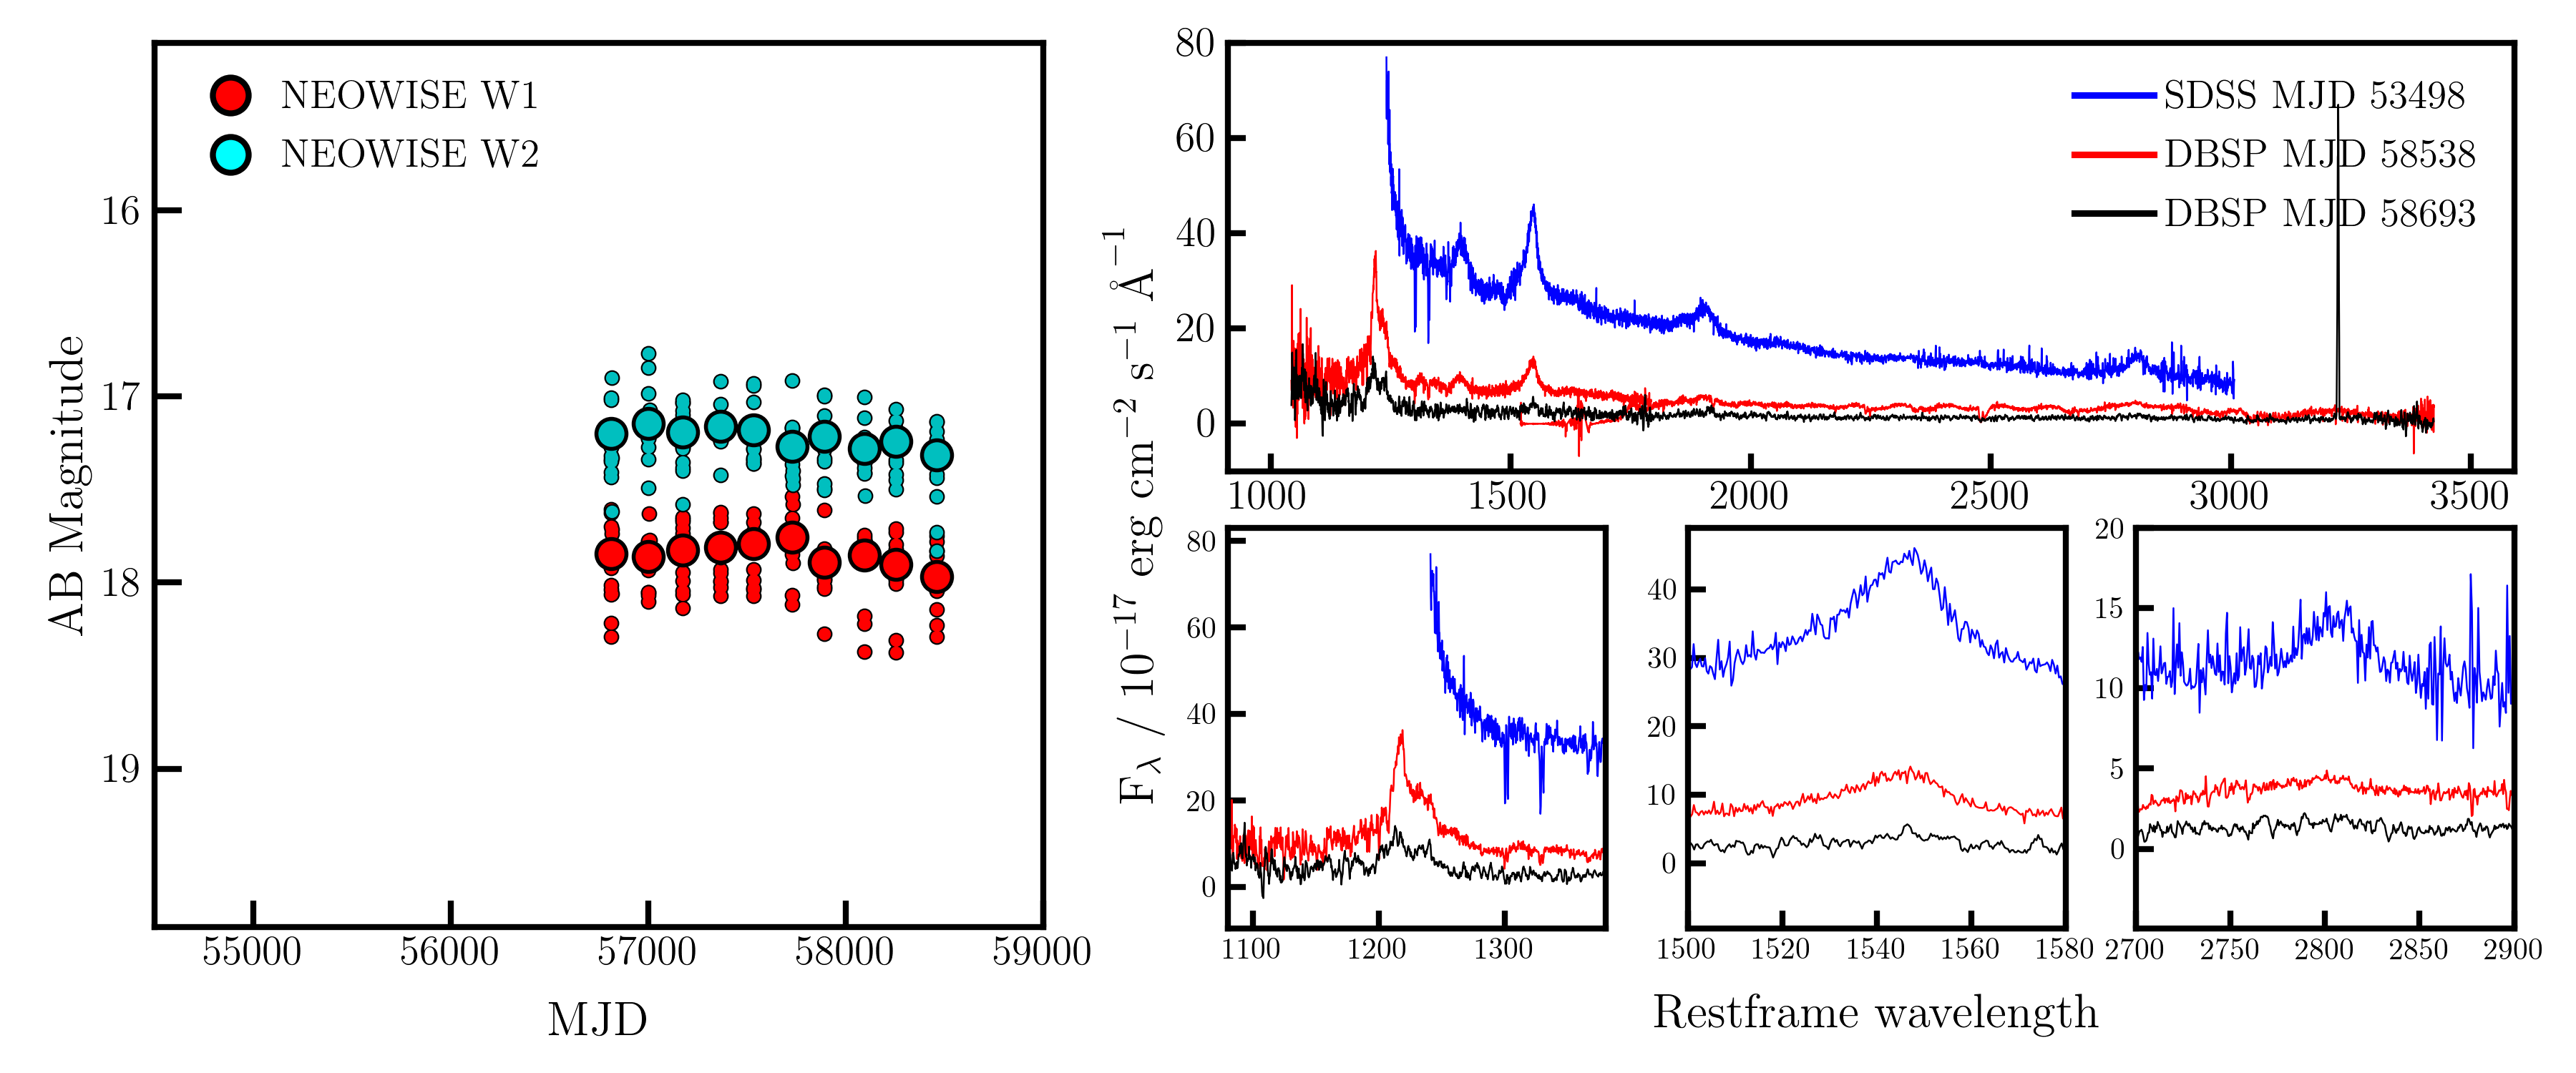 NEOWISE W1
NEOWISE W2
16
17
18
19
AB Magnitude
55000 56000 57000 58000 59000
MJD
80
60
40
20
0
SDSS MJD 53498
DBSP MJD 58538
DBSP MJD 58693
1000 1500 2000 2500 3000 3500
F_λ / 10^−17 erg cm^−2 s^−1 Å^−1
80
60
40
20
0
1100 1200 1300
40
30
20
10
0
1500 1520 1540 1560 1580
20
15
10
5
0
2700 2750 2800 2850 2900
Restframe wavelength